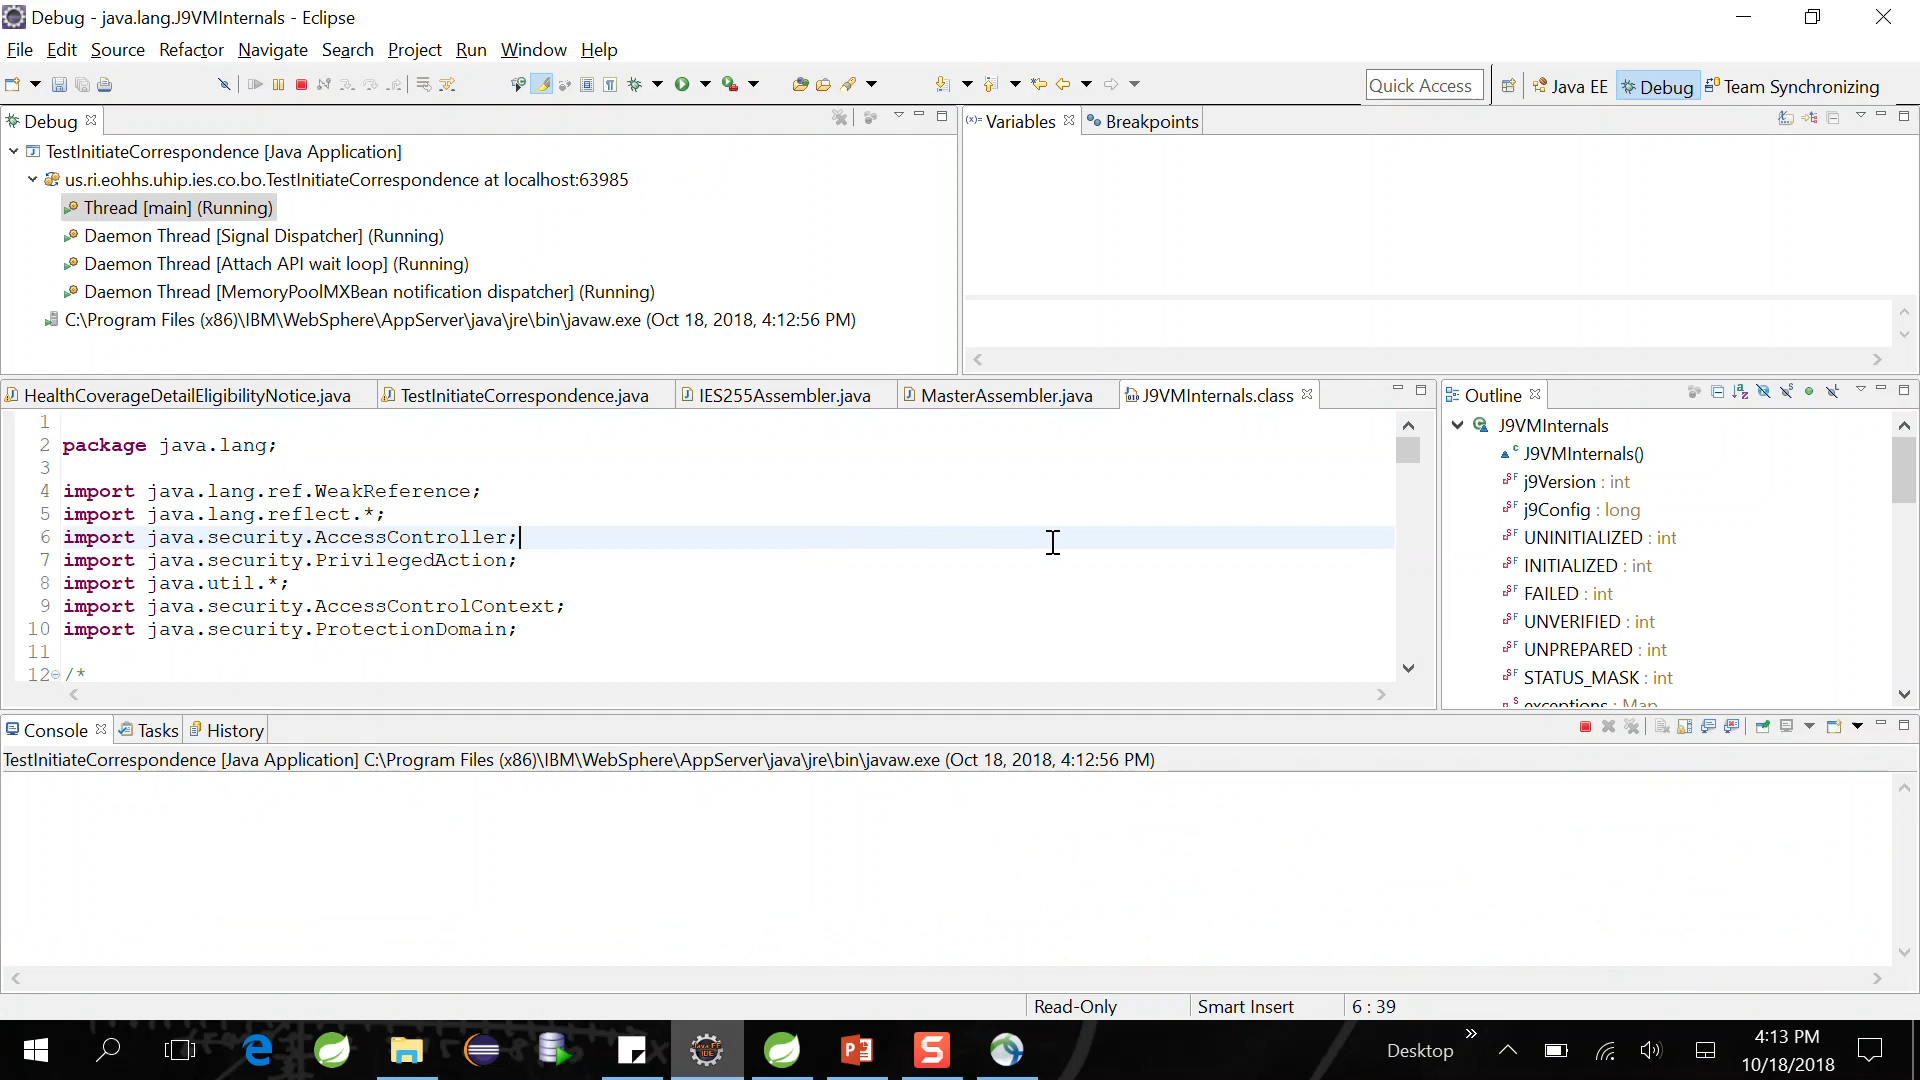 Debug - java.lang.J9VMInternals - Eclipse
File Edit Source Refactor Navigate Search Project Run Window Help
Quick Access Java EE Debug Team Synchronizing
Debug
TestInitiateCorrespondence [Java Application]
us.ri.eohhs.uhip.ies.co.bo.TestInitiateCorrespondence at localhost:63985
Thread [main] (Running)
Daemon Thread [Signal Dispatcher] (Running)
Daemon Thread [Attach API wait loop] (Running)
Daemon Thread [MemoryPoolMXBean notification dispatcher] (Running)
C:\Program Files (x86)\IBM\WebSphere\AppServer\java\jre\bin\javaw.exe (Oct 18, 2018, 4:12:56 PM)
(x)= Variables Breakpoints
HealthCoverageDetailEligibilityNotice.java TestInitiateCorrespondence.java IES255Assembler.java MasterAssembler.java J9VMInternals.class
1
2 package java.lang;
3
4 import java.lang.ref.WeakReference;
5 import java.lang.reflect.*;
6 import java.security.AccessController;
7 import java.security.PrivilegedAction;
8 import java.util.*;
9 import java.security.AccessControlContext;
10 import java.security.ProtectionDomain;
11
12 /*
Outline
J9VMInternals
J9VMInternals()
j9Version : int
j9Config : long
UNINITIALIZED : int
INITIALIZED : int
FAILED : int
UNVERIFIED : int
UNPREPARED : int
STATUS_MASK : int
exceptions : Map
Console Tasks History
TestInitiateCorrespondence [Java Application] C:\Program Files (x86)\IBM\WebSphere\AppServer\java\jre\bin\javaw.exe (Oct 18, 2018, 4:12:56 PM)
Read-Only Smart Insert 6 : 39
Desktop
4:13 PM
10/18/2018